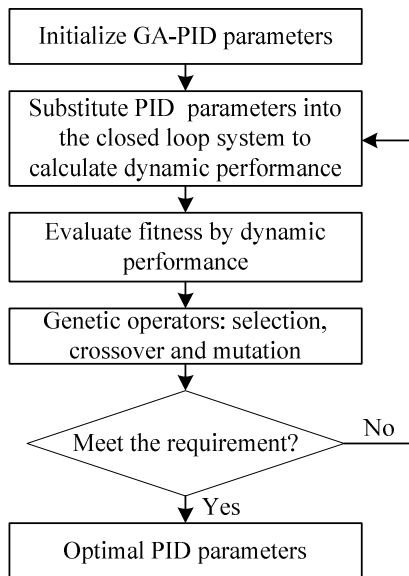 Initialize GA-PID parameters
Substitute PID parameters into
the closed loop system to
calculate dynamic performance
Evaluate fitness by dynamic
performance
Genetic operators: selection,
crossover and mutation
Meet the requirement?
No
Yes
Optimal PID parameters